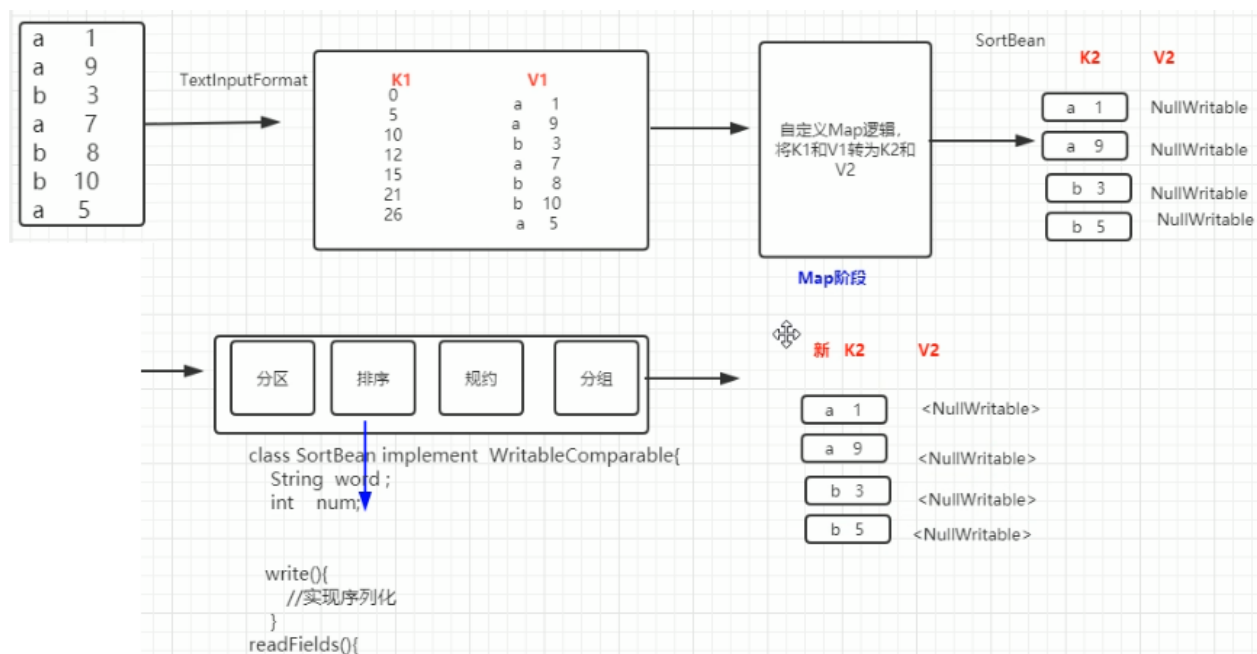 a 1
a 9
b 3
a 7
b 8
b 10
a 5
TextInputFormat
K1 V1
0 a 1
5 a 9
10 b 3
12 a 7
15 b 8
21 b 10
26 a 5
自定义Map逻辑,
将K1和V1转为K2和
V2
Map阶段
SortBean
K2 V2
a 1 NullWritable
a 9 NullWritable
b 3 NullWritable
b 5 NullWritable
分区 排序 规约 分组
class SortBean implement WritableComparable{
String word ;
int num;
write(){
//实现序列化
}
readFields(){
新 K2 V2
a 1 <NullWritable>
a 9 <NullWritable>
b 3 <NullWritable>
b 5 <NullWritable>